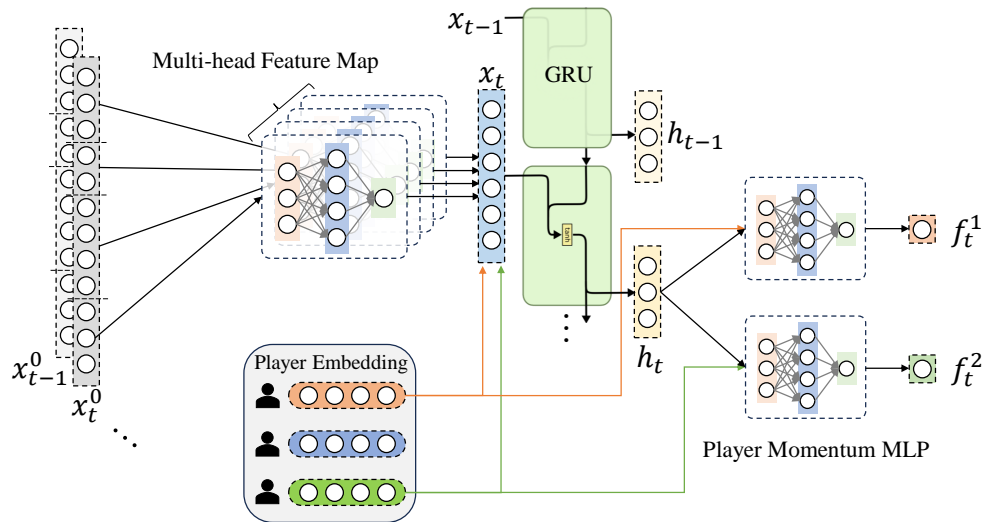 x_{t-1}
Multi-head Feature Map
x_t
GRU
h_{t-1}
tanh
f_t^1
h_t
x_{t-1}^0
x_t^0
Player Embedding
f_t^2
Player Momentum MLP